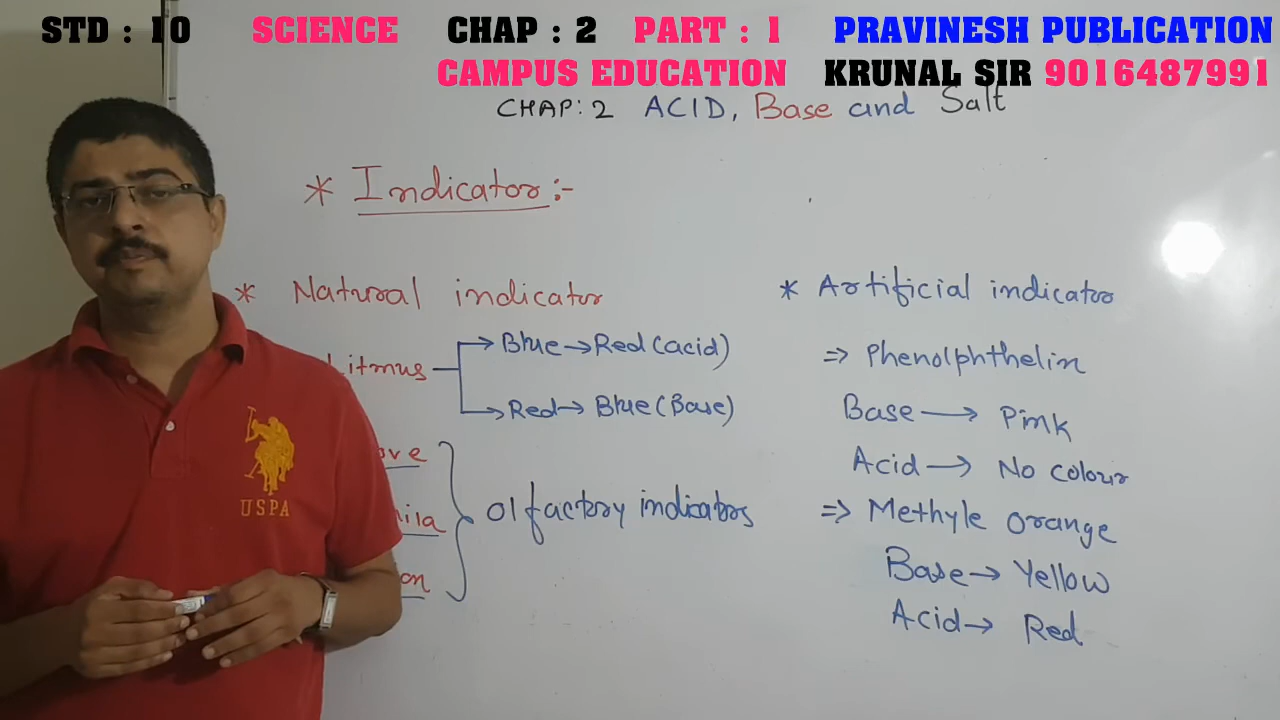 STD : 10 SCIENCE CHAP : 2 PART : 1 PRAVINESH PUBLICATION
CAMPUS EDUCATION KRUNAL SIR 9016487991
CHAP: 2 ACID, Base and Salt
* Indicator:-
* Natural indicator
Litmus
Blue → Red (acid)
Red → Blue (Base)
Olfactory indicators
* Artificial indicator
⇒ Phenolphthelin
Base → Pink
Acid → No colour
⇒ Methyle orange
Base → Yellow
Acid → Red
USPA